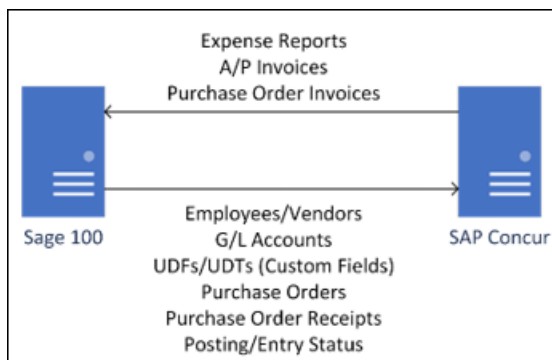 Expense Reports
A/P Invoices
Purchase Order Invoices
Sage 100
SAP Concur
Employees/Vendors
G/L Accounts
UDFs/UDTs (Custom Fields)
Purchase Orders
Purchase Order Receipts
Posting/Entry Status